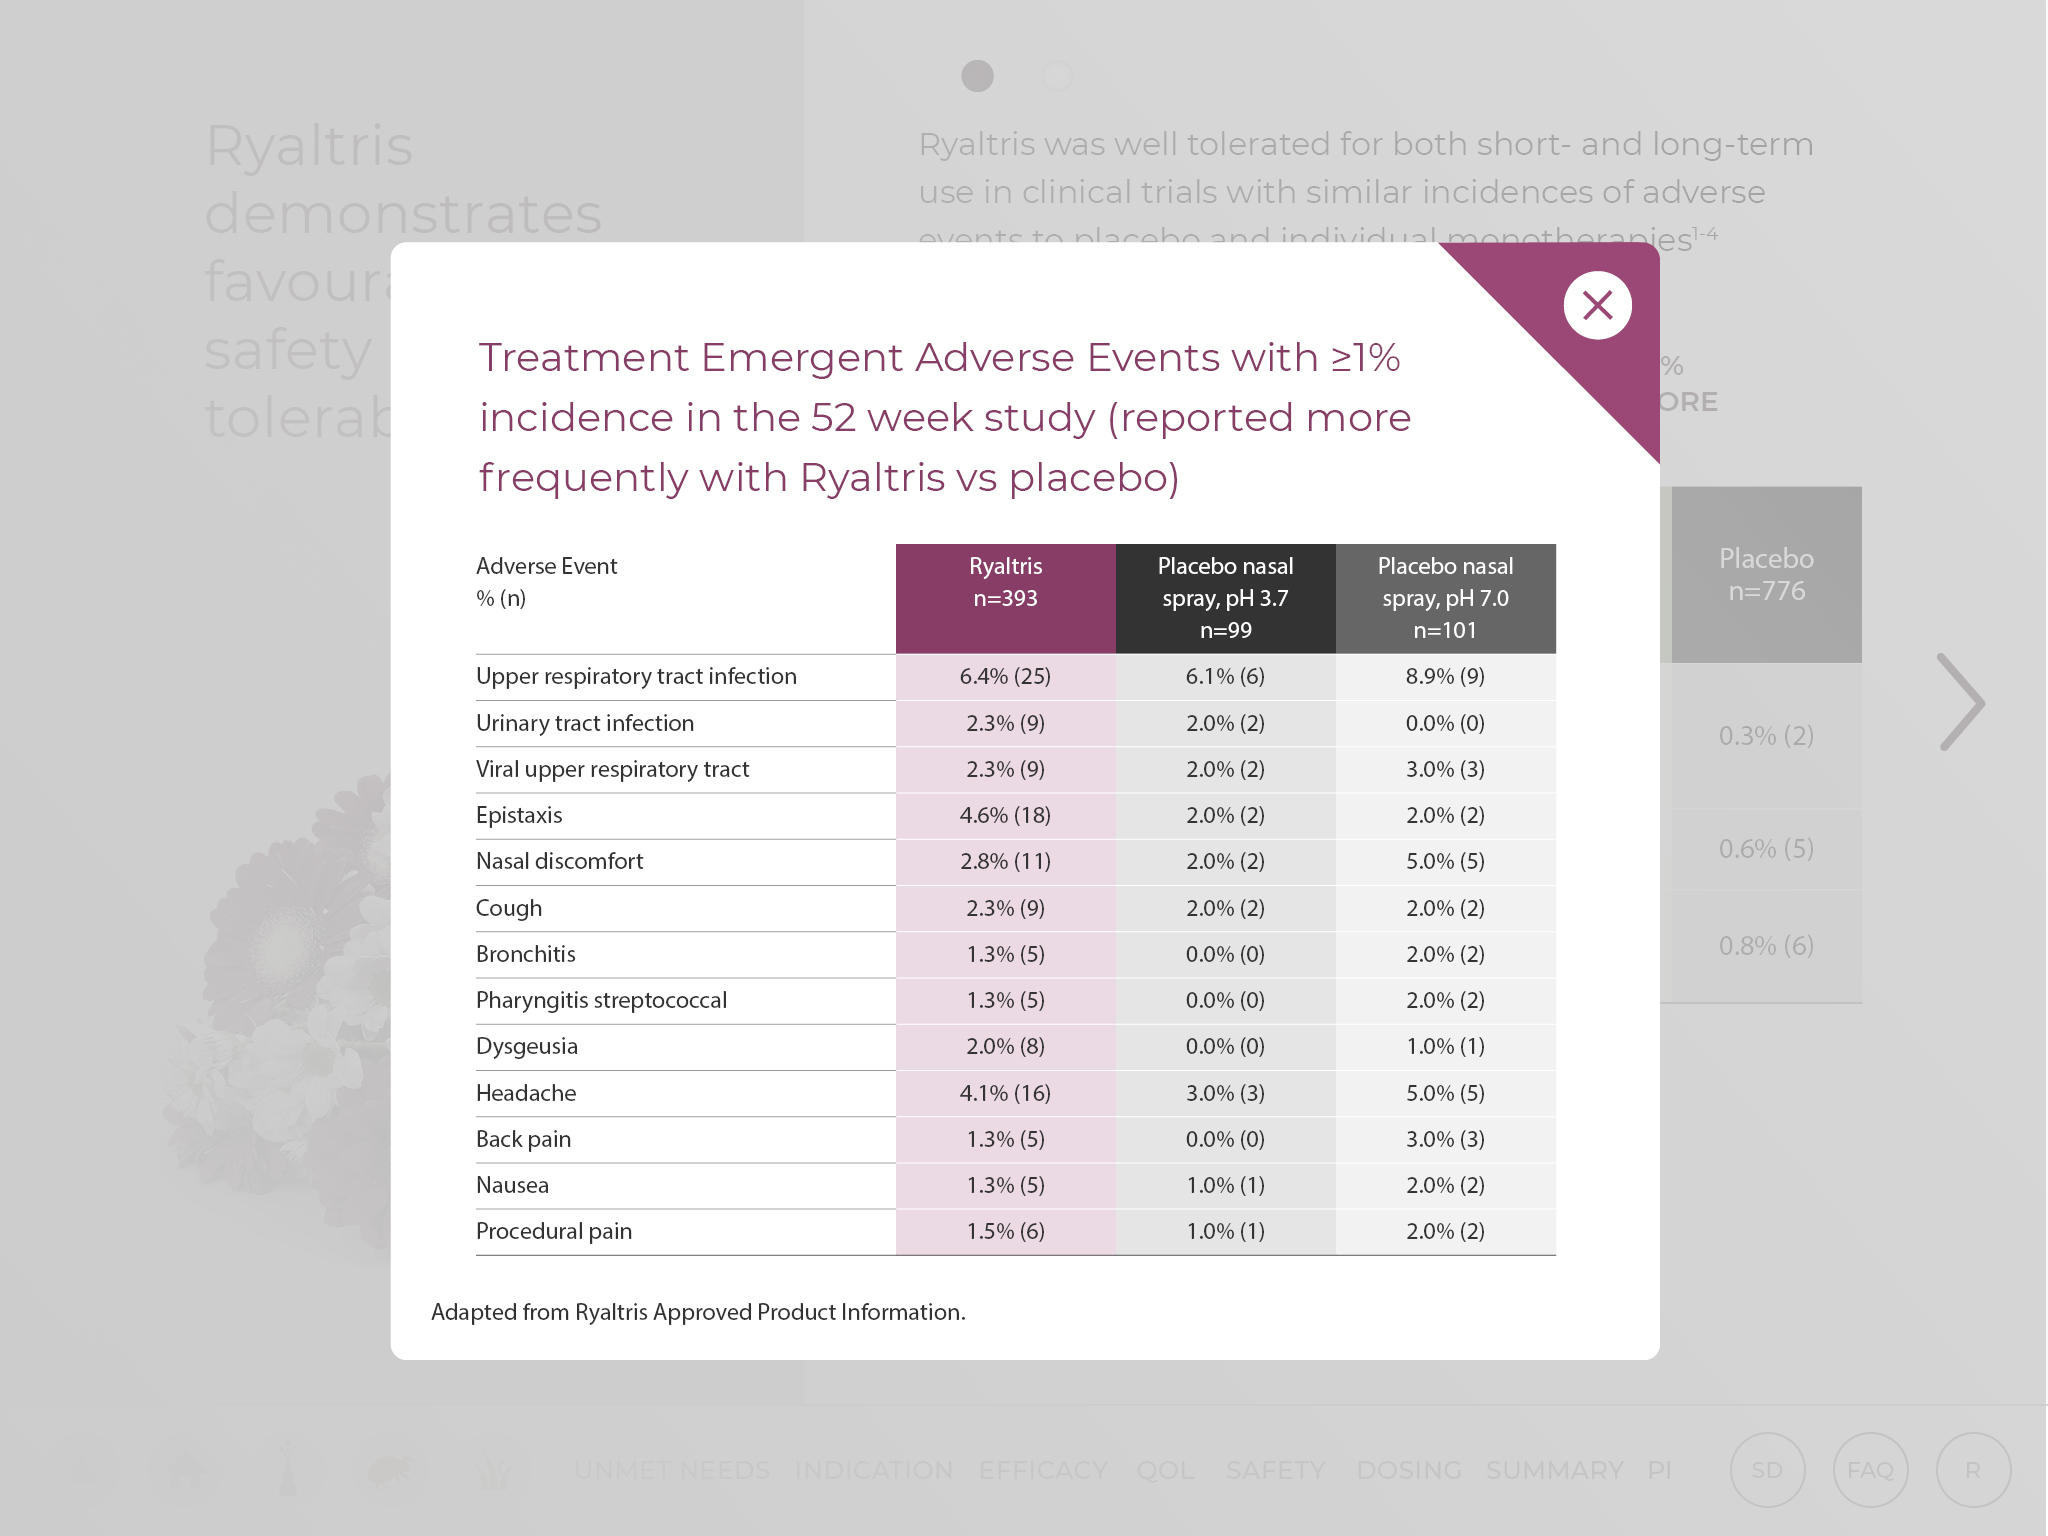 Ryaltris
demonstrates
safety
Ryaltris was well tolerated for both short- and long-term
use in clinical trials with similar incidences of adverse
events to placebo and individual monotherapies1-4
%
Placebo
n=776
0.3% (2)
0.6% (5)
0.8% (6)
Treatment Emergent Adverse Events with ≥1%
incidence in the 52 week study (reported more
frequently with Ryaltris vs placebo)
Adverse Event
% (n)
Ryaltris
n=393
Placebo nasal
spray, pH 3.7
n=99
Placebo nasal
spray, pH 7.0
n=101
Upper respiratory tract infection 6.4% (25) 6.1% (6) 8.9% (9)
Urinary tract infection 2.3% (9) 2.0% (2) 0.0% (0)
Viral upper respiratory tract 2.3% (9) 2.0% (2) 3.0% (3)
Epistaxis 4.6% (18) 2.0% (2) 2.0% (2)
Nasal discomfort 2.8% (11) 2.0% (2) 5.0% (5)
Cough 2.3% (9) 2.0% (2) 2.0% (2)
Bronchitis 1.3% (5) 0.0% (0) 2.0% (2)
Pharyngitis streptococcal 1.3% (5) 0.0% (0) 2.0% (2)
Dysgeusia 2.0% (8) 0.0% (0) 1.0% (1)
Headache 4.1% (16) 3.0% (3) 5.0% (5)
Back pain 1.3% (5) 0.0% (0) 3.0% (3)
Nausea 1.3% (5) 1.0% (1) 2.0% (2)
Procedural pain 1.5% (6) 1.0% (1) 2.0% (2)
Adapted from Ryaltris Approved Product Information.
UNMET NEEDS INDICATION EFFICACY QOL SAFETY DOSING SUMMARY PI SD FAQ R